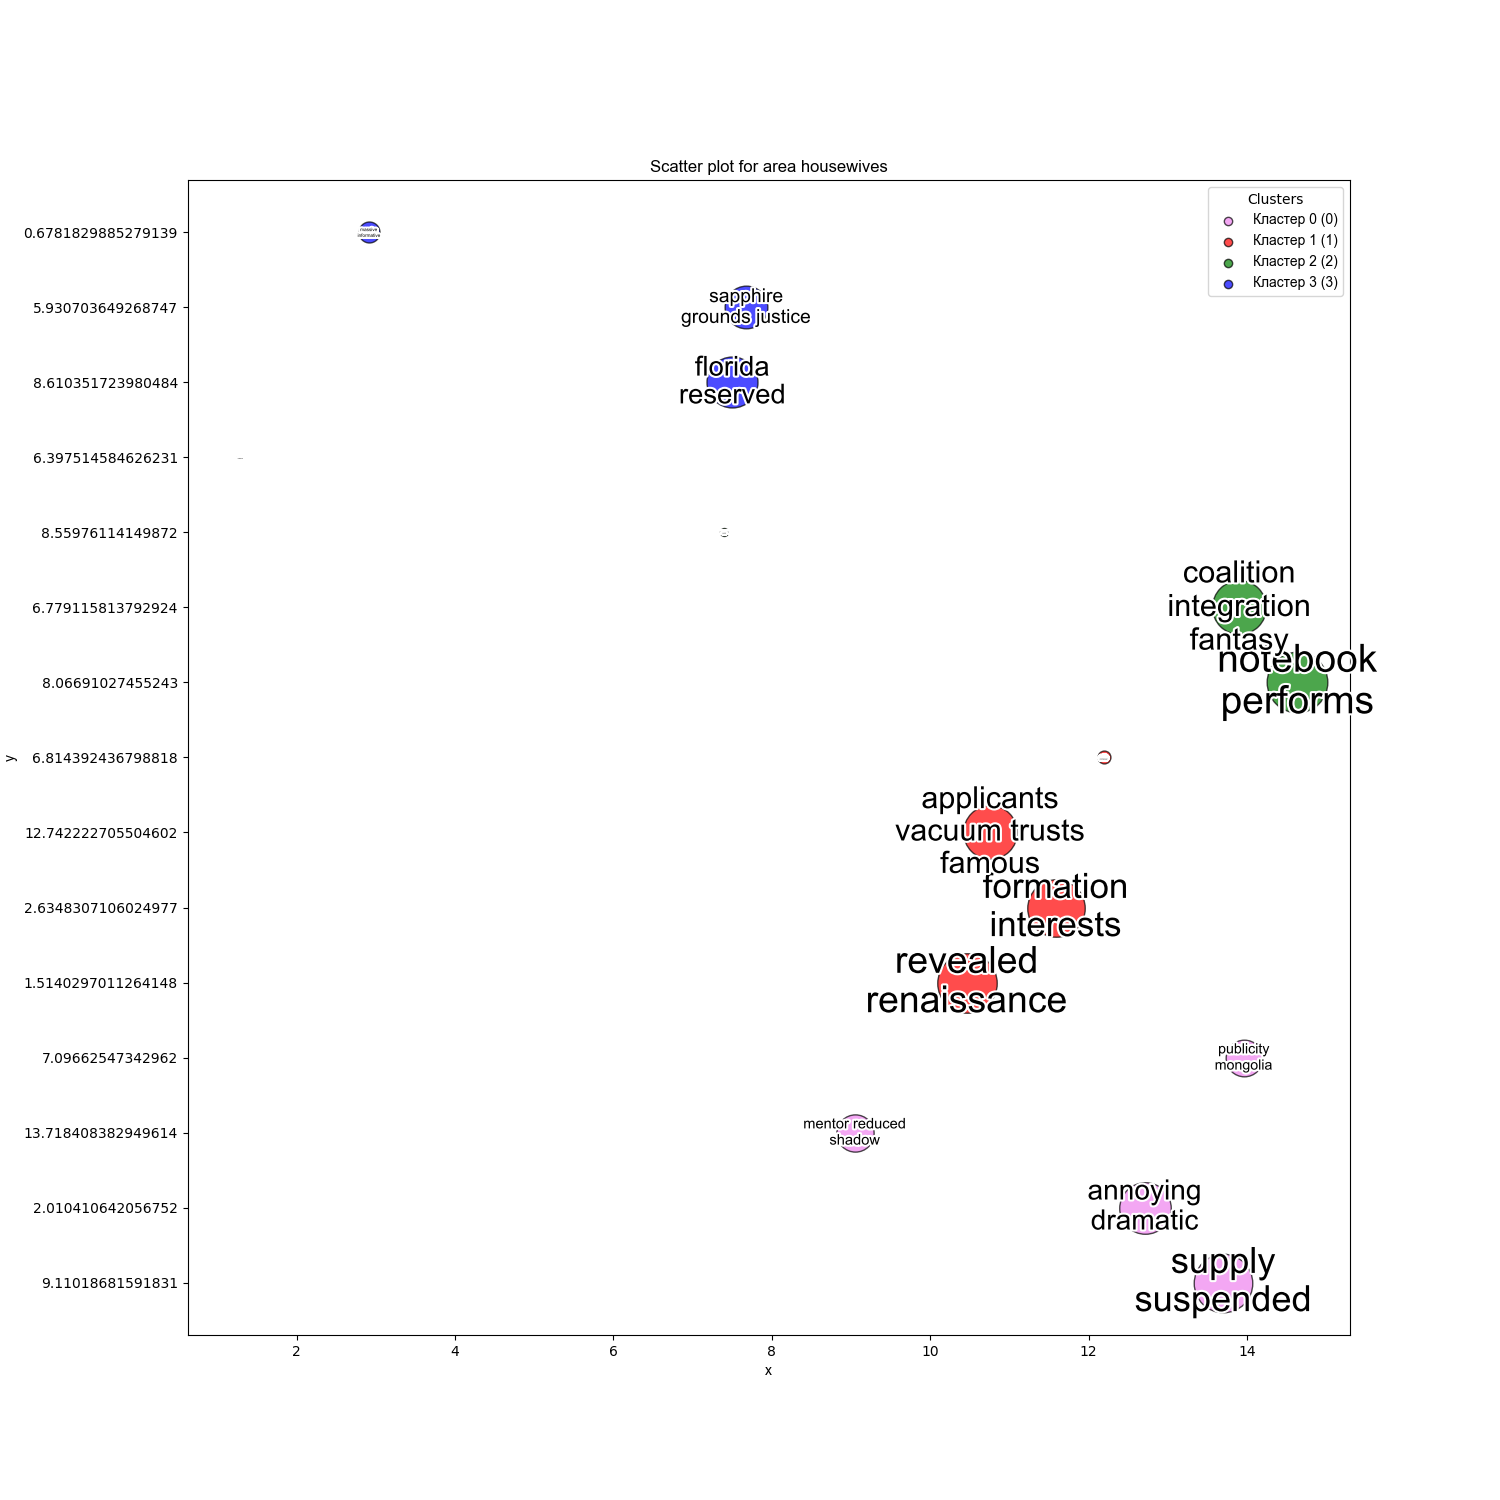 Scatter plot for area housewives
Clusters
Кластер 0 (0)
Кластер 1 (1)
Кластер 2 (2)
Кластер 3 (3)
0.6781829885279139
5.930703649268747
8.610351723980484
6.397514584626231
8.55976114149872
6.779115813792924
8.06691027455243
6.814392436798818
12.742222705504602
2.6348307106024977
1.5140297011264148
7.09662547342962
13.718408382949614
2.010410642056752
9.11018681591831
y
massive
informative
sapphire
grounds justice
florida
reserved
coalition
integration
fantasy
notebook
performs
applicants
vacuum trusts
famous
formation
interests
revealed
renaissance
publicity
mongolia
mentor reduced
shadow
annoying
dramatic
supply
suspended
2
4
6
8
10
12
14
x